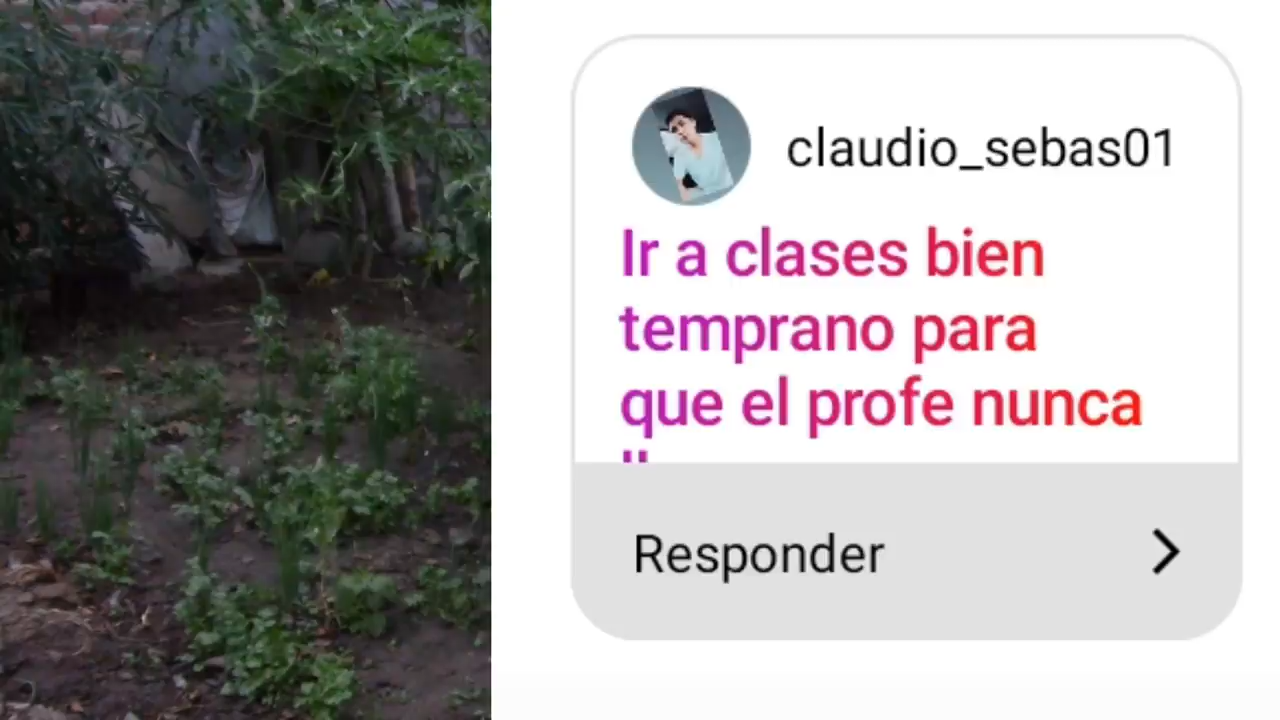 claudio_sebas01
Ir a clases bien
temprano para
que el profe nunca
Responder